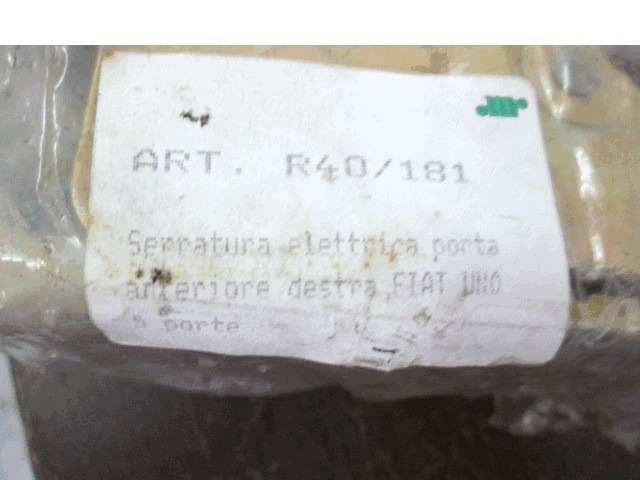 ART. R40/181
Serratura elettrica porta
anteriore destra FIAT UNO
5 porte